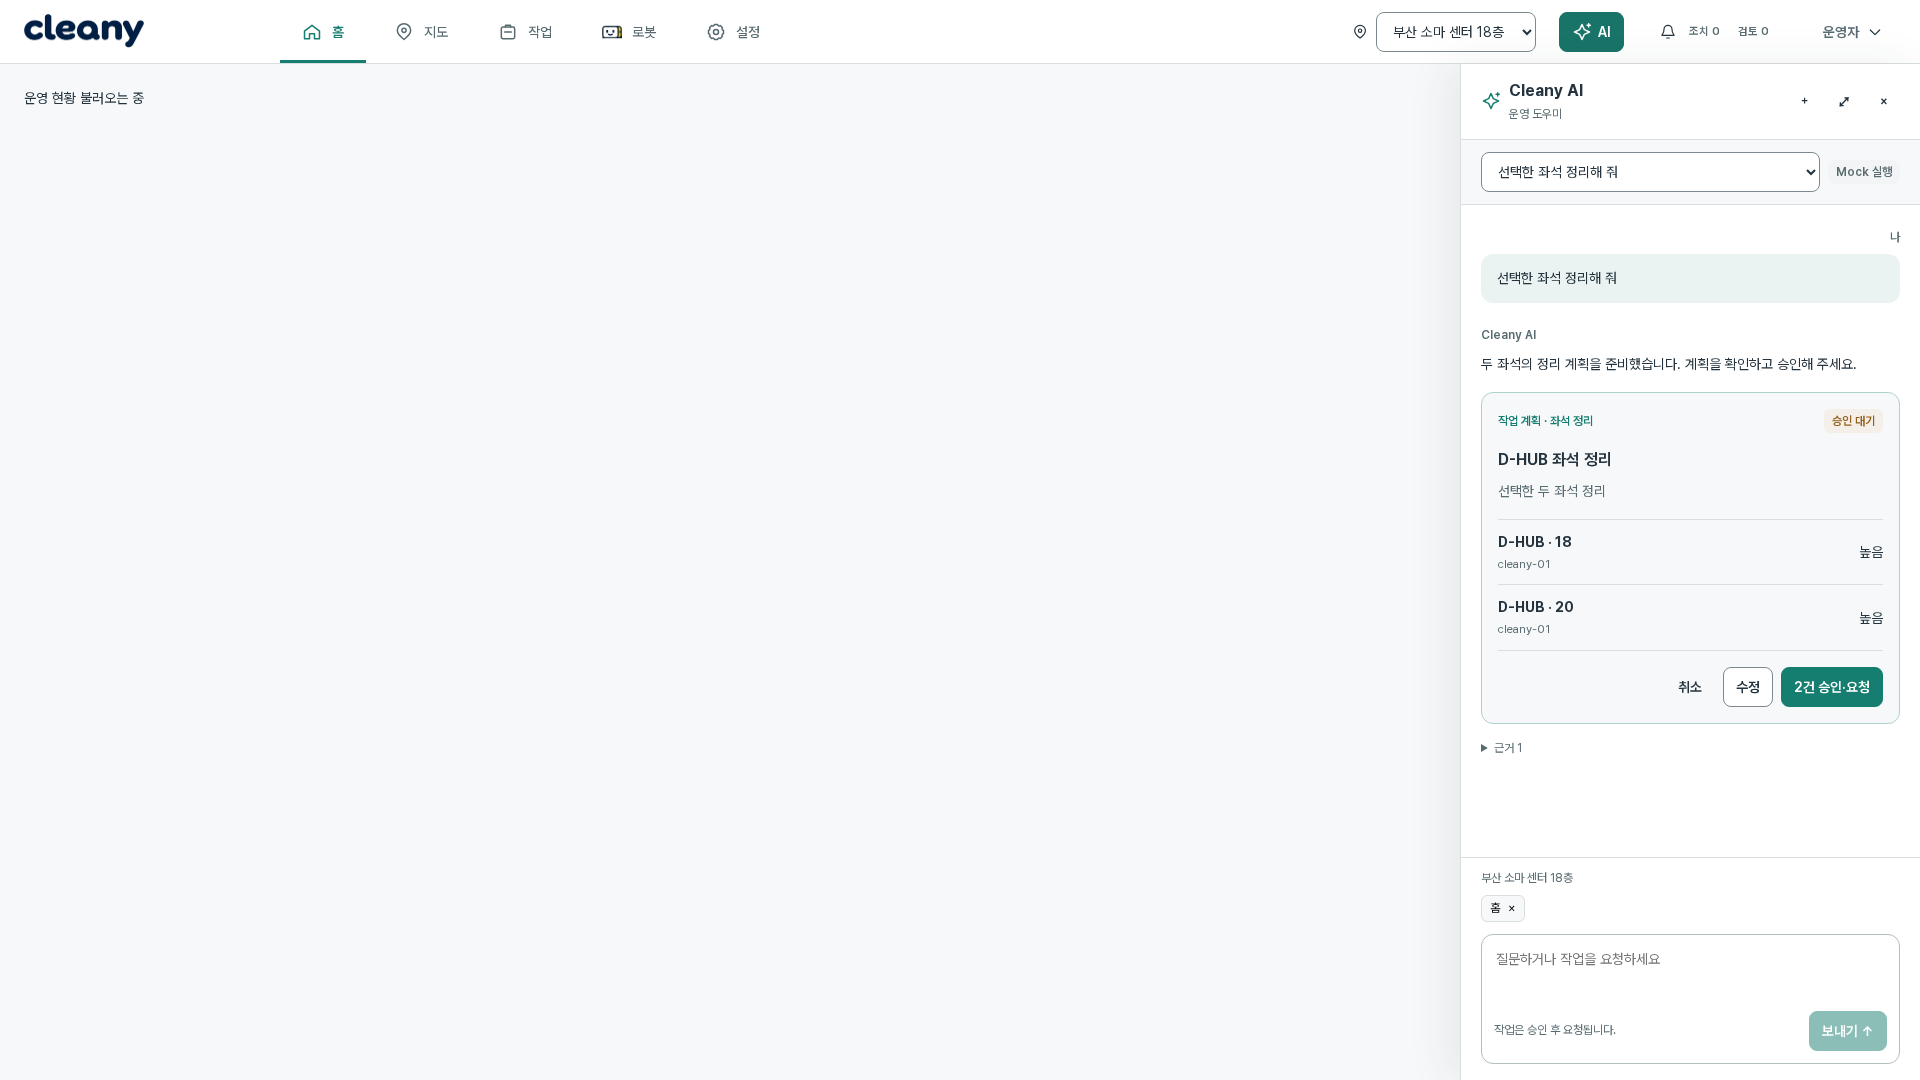 cleany
홈
지도
작업
로봇
설정
부산 소마 센터 18층
AI
조치 0
검토 0
운영자
운영 현황 불러오는 중
Cleany AI
운영 도우미
+
×
선택한 좌석 정리해 줘
Mock 실행
나
선택한 좌석 정리해 줘
Cleany AI
두 좌석의 정리 계획을 준비했습니다. 계획을 확인하고 승인해 주세요.
작업 계획 · 좌석 정리
승인 대기
D-HUB 좌석 정리
선택한 두 좌석 정리
D-HUB · 18
cleany-01
높음
D-HUB · 20
cleany-01
높음
취소
수정
2건 승인·요청
근거 1
부산 소마 센터 18층
홈 ×
질문하거나 작업을 요청하세요
작업은 승인 후 요청됩니다.
보내기 ↑